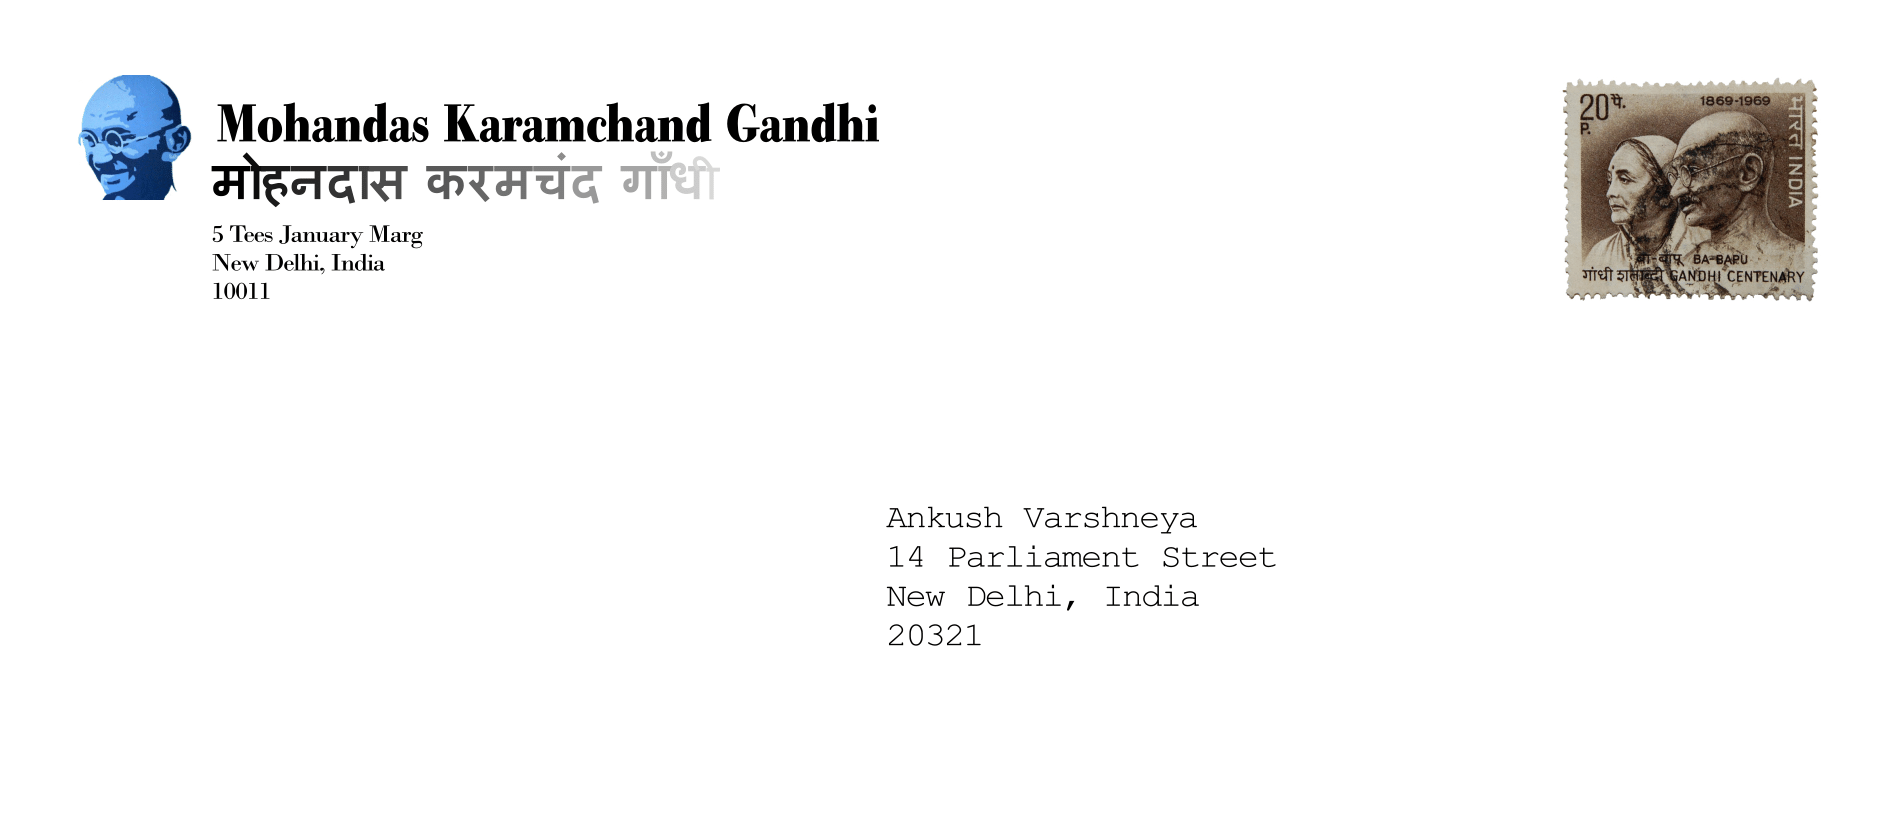 Mohandas Karamchand Gandhi
मोहनदास करमचंद गाँधी
5 Tees January Marg
New Delhi, India
10011
20 पै.
P.
1869-1969
भारत INDIA
बा-बापू BA-BAPU
गांधी शताब्दी GANDHI CENTENARY
Ankush Varshneya
14 Parliament Street
New Delhi, India
20321